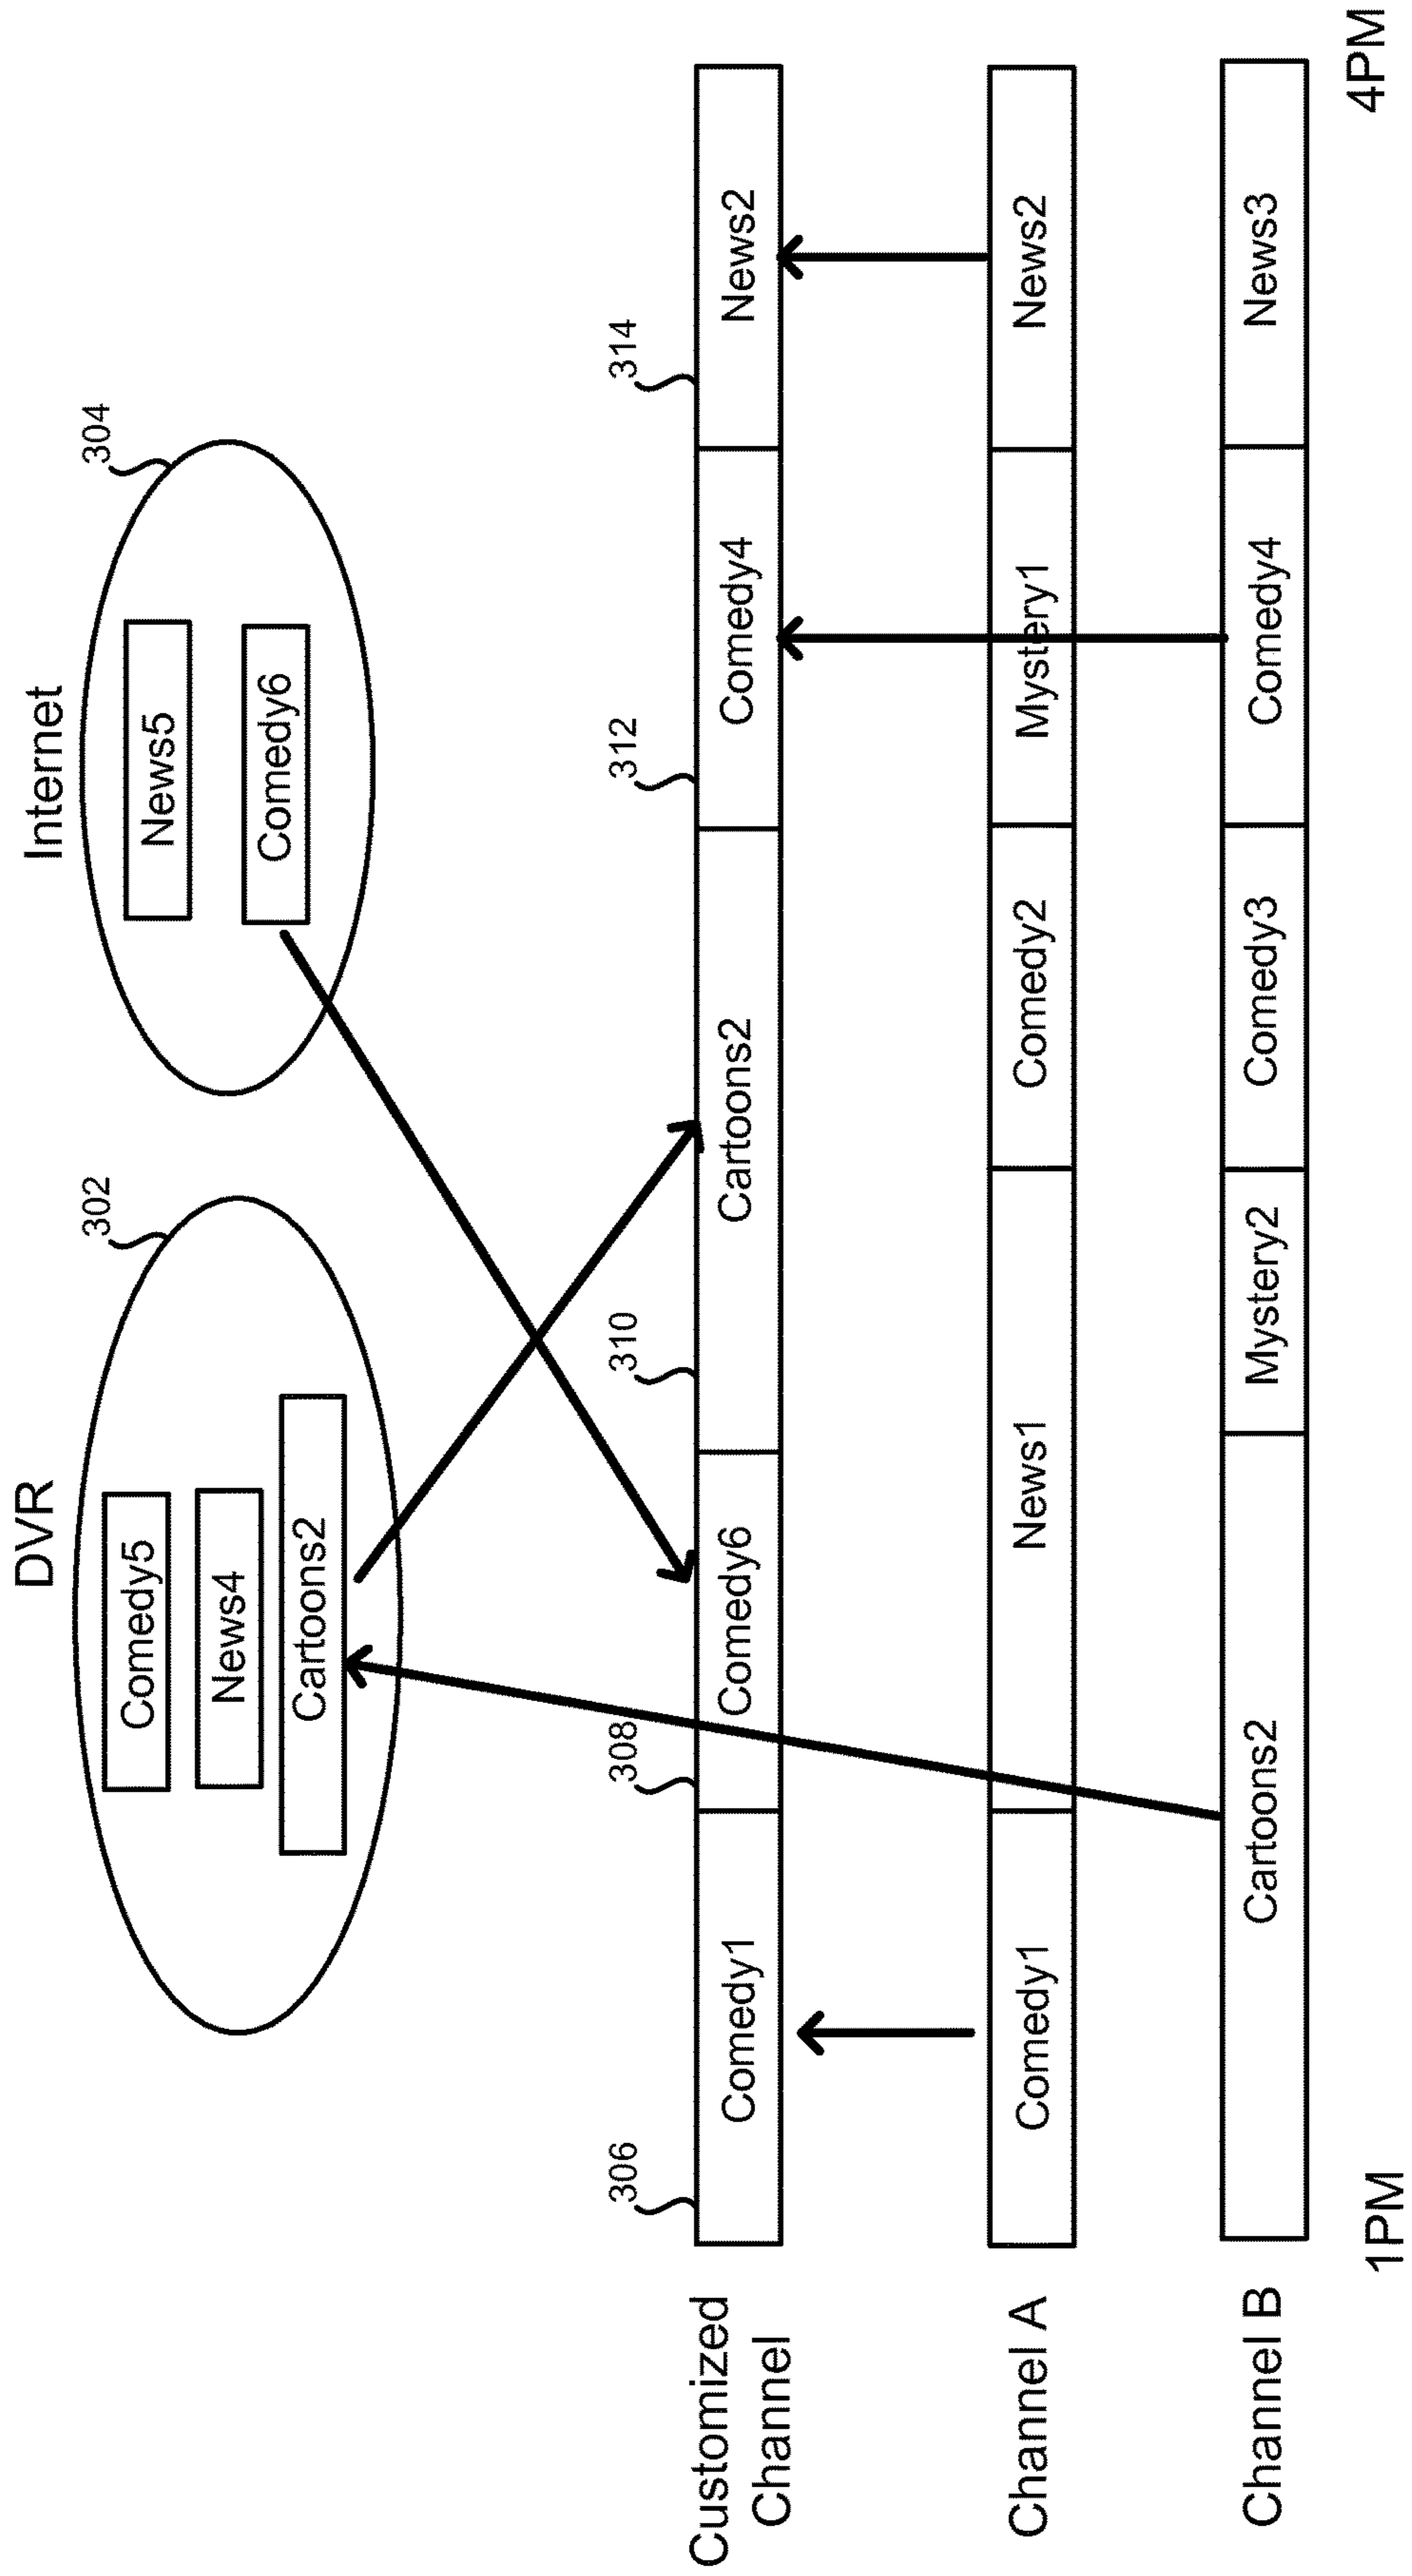 DVR
Internet
302
304
Comedy5
News4
Cartoons2
News5
Comedy6
306
308
310
312
314
Customized
Channel
Comedy1
Comedy6
Cartoons2
Comedy4
News2
Channel A
Comedy1
News1
Comedy2
Mystery1
News2
Channel B
Cartoons2
Mystery2
Comedy3
Comedy4
News3
1PM
4PM